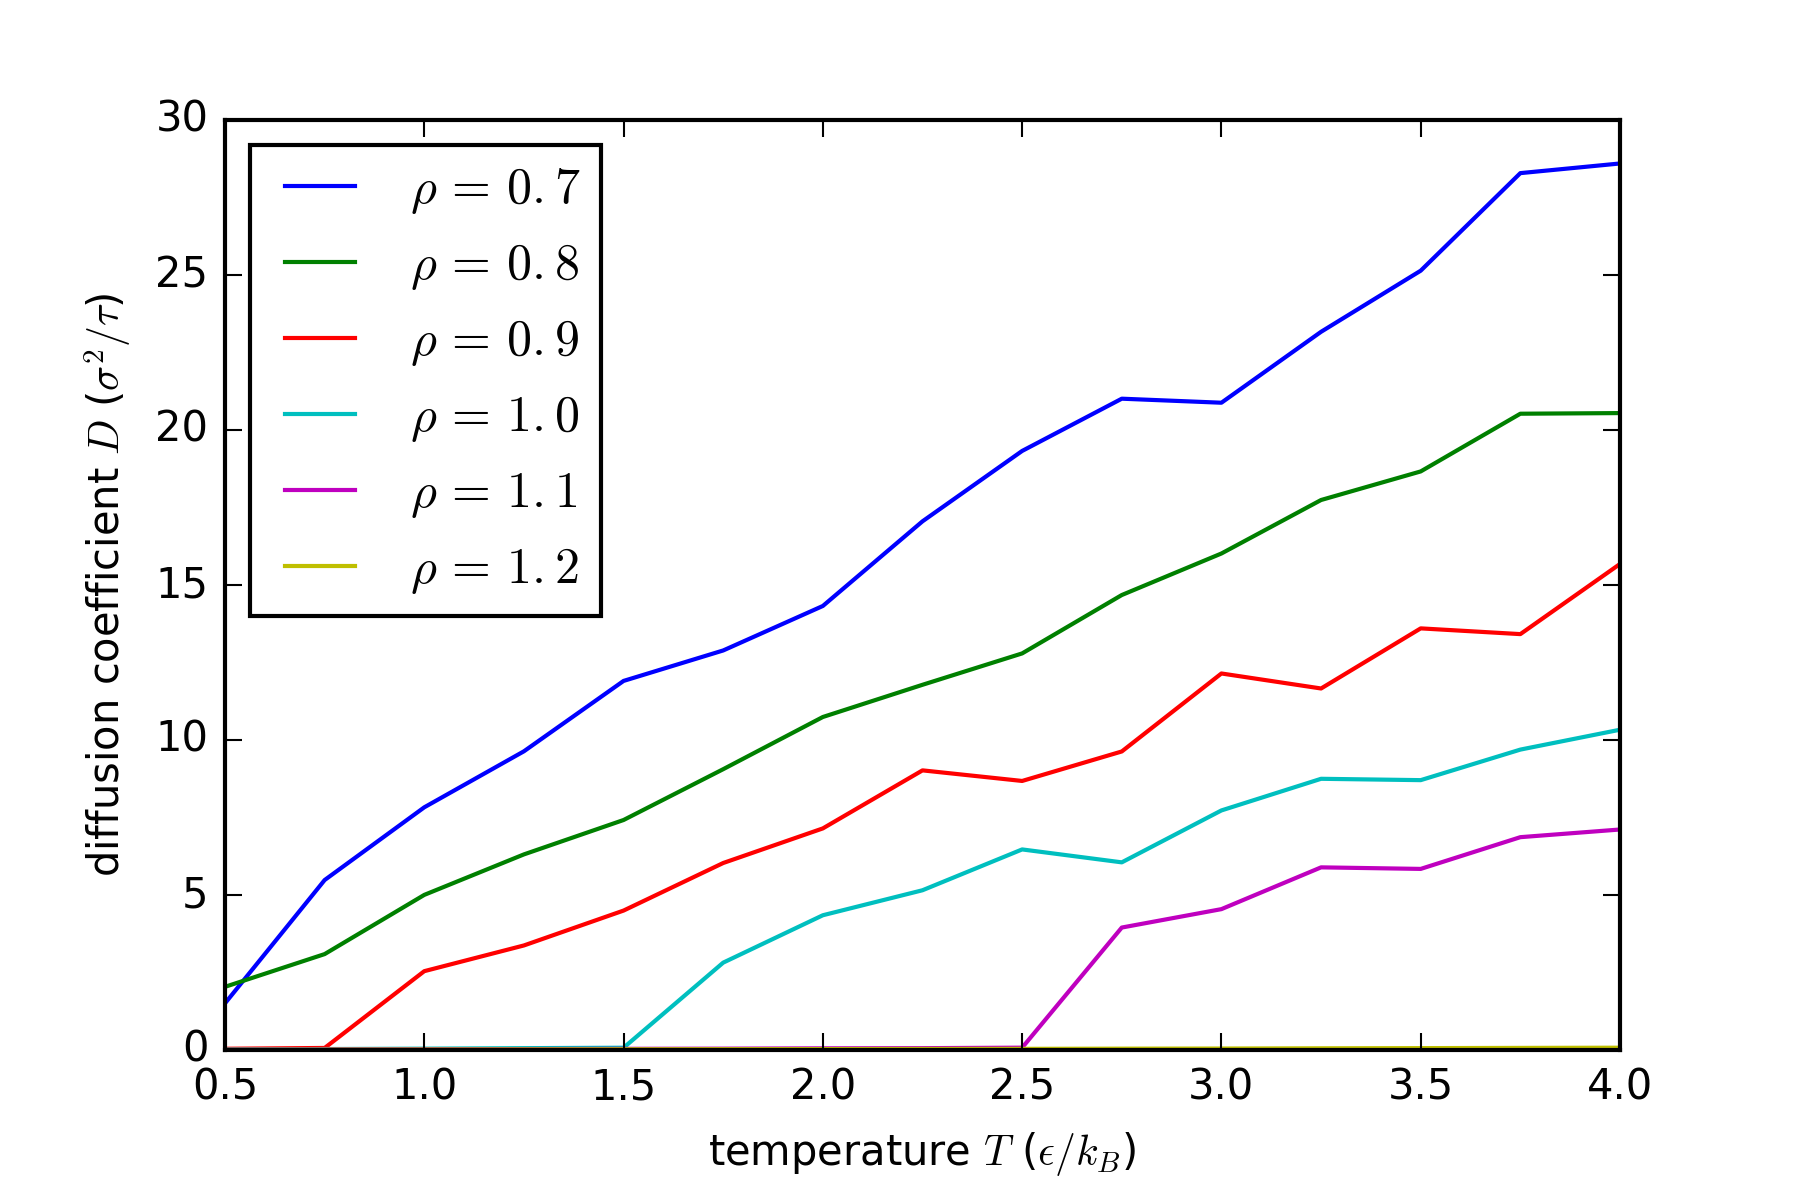 30
25
20
15
10
5
0
ρ = 0.7
ρ = 0.8
ρ = 0.9
ρ = 1.0
ρ = 1.1
ρ = 1.2
diffusion coefficient D (σ²/τ)
0.5 1.0 1.5 2.0 2.5 3.0 3.5 4.0
temperature T (ϵ/k_B)